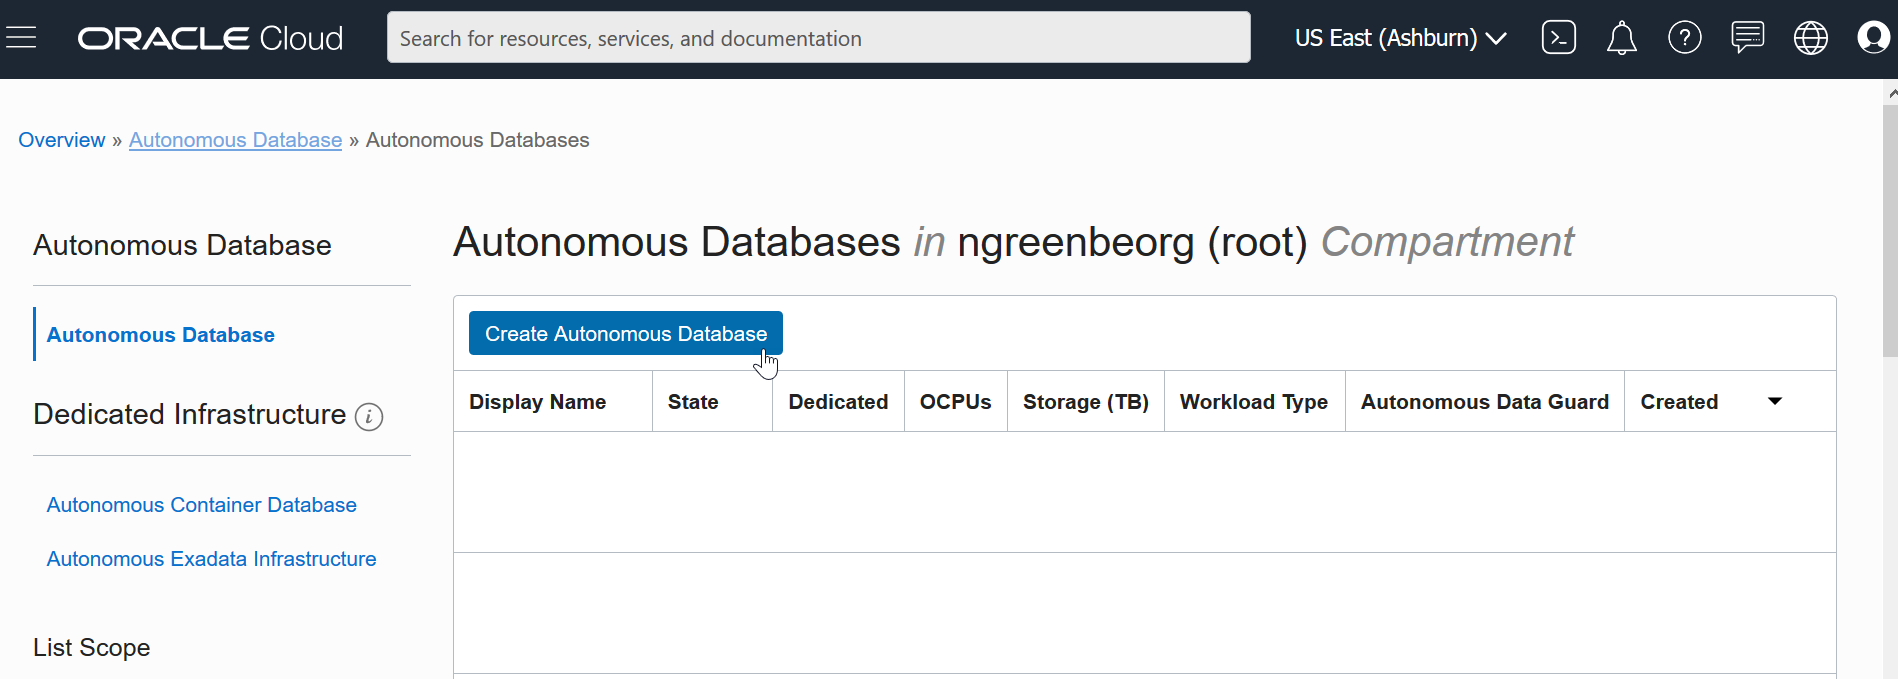 ORACLE Cloud
Search for resources, services, and documentation
US East (Ashburn)
Overview » Autonomous Database » Autonomous Databases
Autonomous Database
Autonomous Database
Dedicated Infrastructure i
Autonomous Container Database
Autonomous Exadata Infrastructure
List Scope
Autonomous Databases in ngreenbeorg (root) Compartment
Create Autonomous Database
Display Name State Dedicated OCPUs Storage (TB) Workload Type Autonomous Data Guard Created